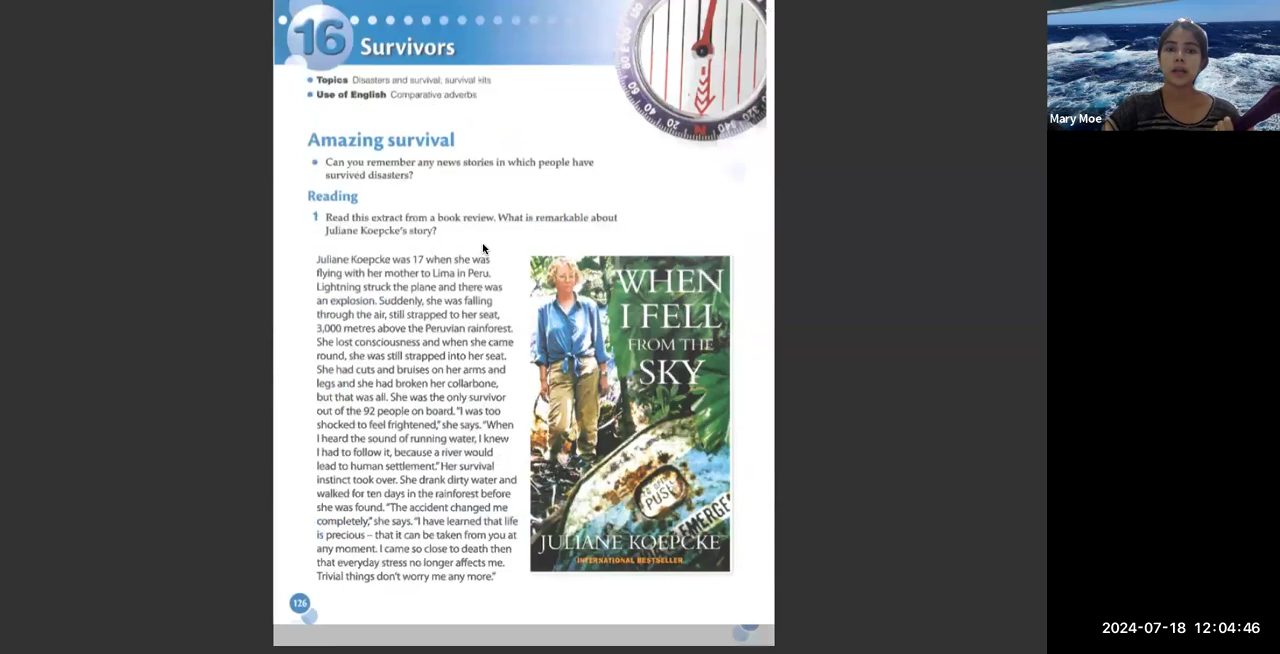 16 Survivors
Topics Disasters and survival; survival kits
Use of English Comparative adverbs
Amazing survival
Can you remember any news stories in which people have
survived disasters?
Reading
1 Read this extract from a book review. What is remarkable about
Juliane Koepcke's story?
Juliane Koepcke was 17 when she was
flying with her mother to Lima in Peru.
Lightning struck the plane and there was
an explosion. Suddenly, she was falling
through the air, still strapped to her seat,
3,000 metres above the Peruvian rainforest.
She lost consciousness and when she came
round, she was still strapped into her seat.
She had cuts and bruises on her arms and
legs and she had broken her collarbone,
but that was all. She was the only survivor
out of the 92 people on board. "I was too
shocked to feel frightened," she says. "When
I heard the sound of running water, I knew
I had to follow it, because a river would
lead to human settlement." Her survival
instinct took over. She drank dirty water and
walked for ten days in the rainforest before
she was found. "The accident changed me
completely," she says. "I have learned that life
is precious – that it can be taken from you at
any moment. I came so close to death then
that everyday stress no longer affects me.
Trivial things don't worry me any more."
WHEN
I FELL
FROM THE
SKY
PUSE
EMERGE
JULIANE KOEPCKE
INTERNATIONAL BESTSELLER
126
Mary Moe
2024-07-18 12:04:46